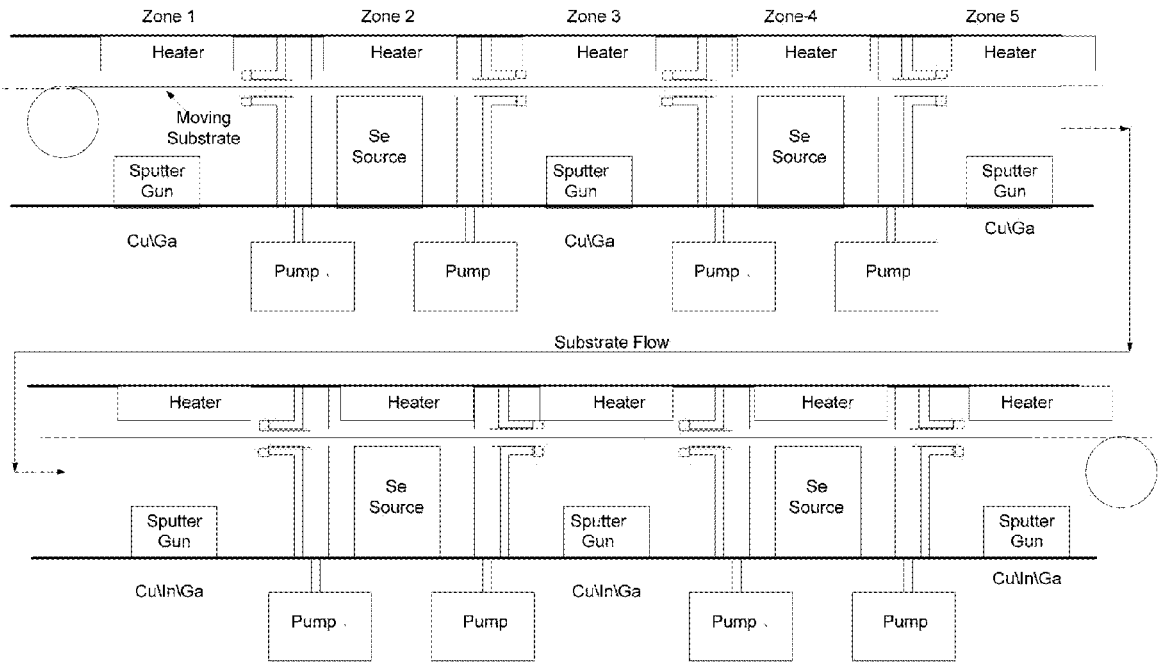 Zone 1 Zone 2 Zone 3 Zone-4 Zone 5
Heater Heater Heater Heater Heater
Moving
Substrate
Se
Source
Se
Source
Sputter
Gun
Sputter
Gun
Sputter
Gun
Cu\Ga Cu\Ga Cu\Ga
Pump Pump Pump Pump
Substrate Flow
Heater Heater Heater Heater Heater
Se
Source
Se
Source
Sputter
Gun
Sputter
Gun
Sputter
Gun
Cu\In\Ga Cu\In\Ga Cu\In\Ga
Pump Pump Pump Pump